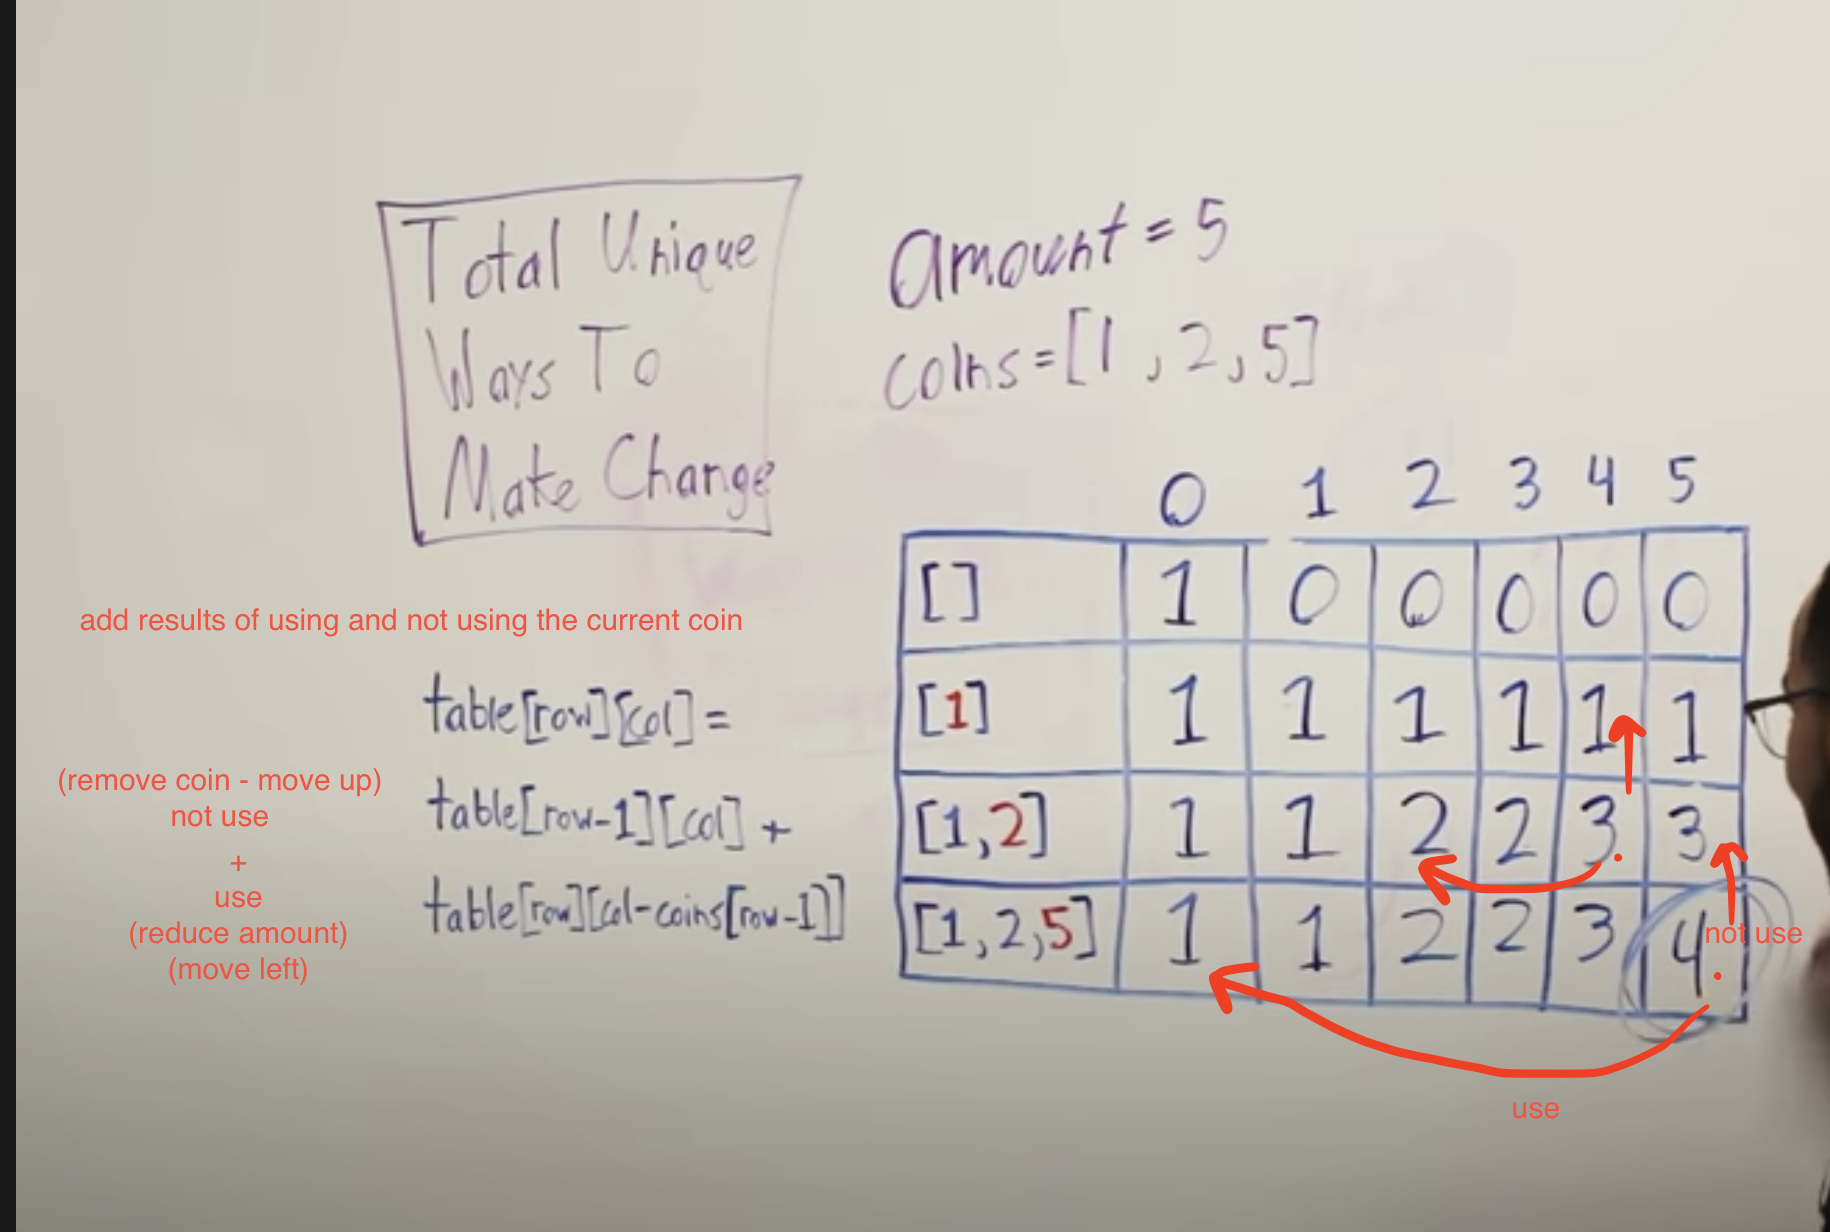 Total Unique
Ways To
Make Change
amount = 5
coins = [1, 2, 5]
add results of using and not using the current coin
table[row][col] =
(remove coin - move up)
not use
table[row-1][col] +
+
use
(reduce amount)
(move left)
table[row][col-coins[row-1]]
0 1 2 3 4 5
[] 1 0 0 0 0 0
[1] 1 1 1 1 1 1
[1,2] 1 1 2 2 3 3
[1,2,5] 1 1 2 2 3 4
not use
use